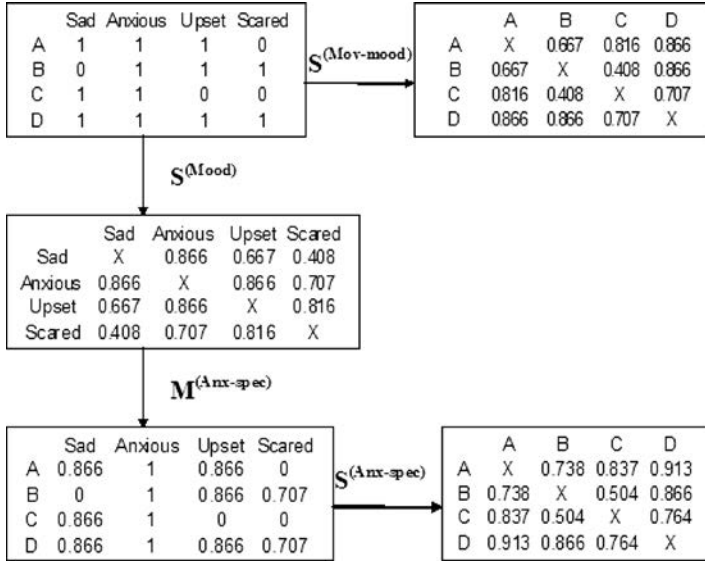 Sad Anxious Upset Scared
A 1 1 1 0
B 0 1 1 1
C 1 1 0 0
D 1 1 1 1
S(Mov-mood)
A B C D
A X 0.667 0.816 0.866
B 0.667 X 0.408 0.866
C 0.816 0.408 X 0.707
D 0.866 0.866 0.707 X
S(Mood)
Sad Anxious Upset Scared
Sad X 0.866 0.667 0.408
Anxious 0.866 X 0.866 0.707
Upset 0.667 0.866 X 0.816
Scared 0.408 0.707 0.816 X
M(Anx-spec)
Sad Anxious Upset Scared
A 0.866 1 0.866 0
B 0 1 0.866 0.707
C 0.866 1 0 0
D 0.866 1 0.866 0.707
S(Anx-spec)
A B C D
A X 0.738 0.837 0.913
B 0.738 X 0.504 0.866
C 0.837 0.504 X 0.764
D 0.913 0.866 0.764 X